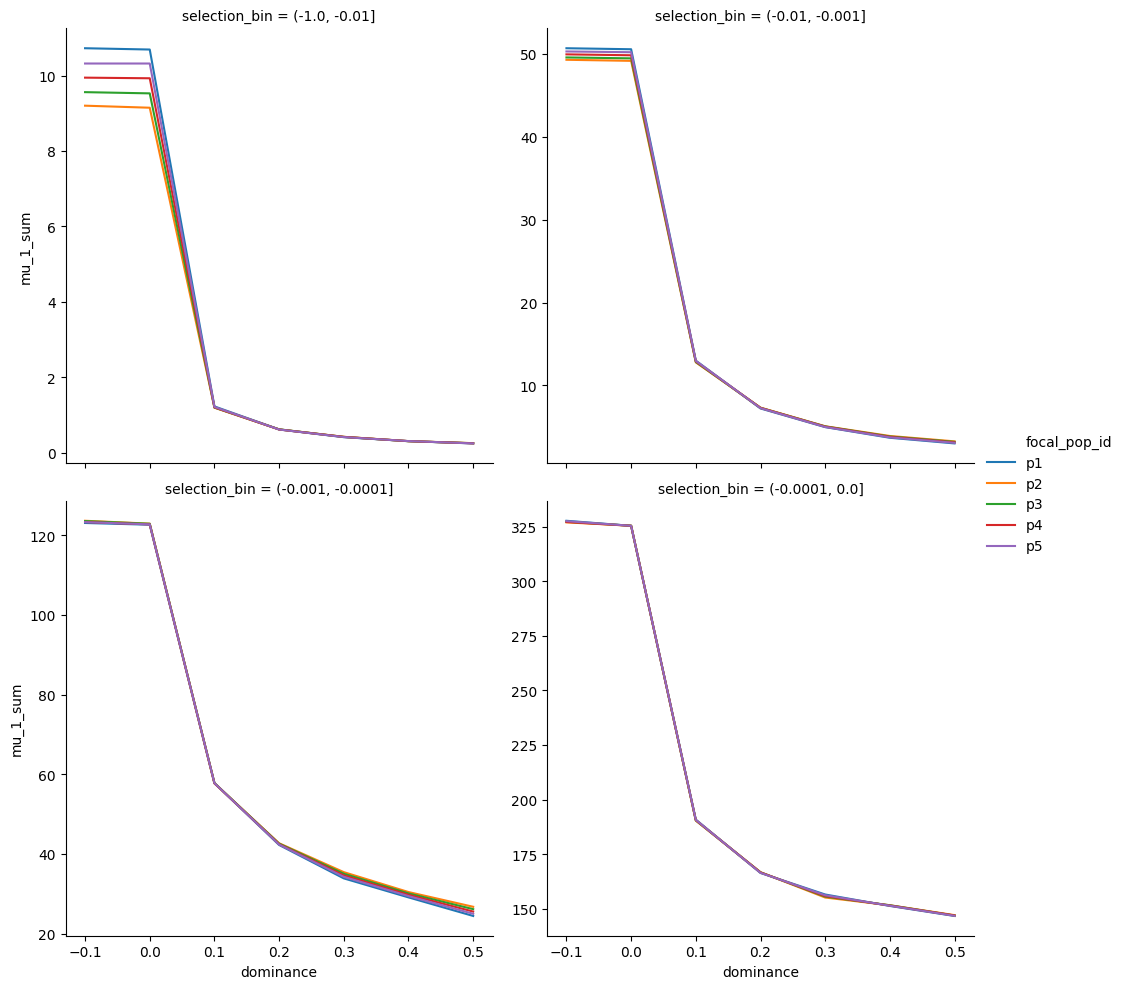 selection_bin = (-1.0, -0.01]
selection_bin = (-0.01, -0.001]
mu_1_sum
10
8
6
4
2
0
50
40
30
20
10
focal_pop_id
p1
p2
p3
p4
p5
selection_bin = (-0.001, -0.0001]
selection_bin = (-0.0001, 0.0]
mu_1_sum
120
100
80
60
40
20
325
300
275
250
225
200
175
150
−0.1 0.0 0.1 0.2 0.3 0.4 0.5
−0.1 0.0 0.1 0.2 0.3 0.4 0.5
dominance
dominance